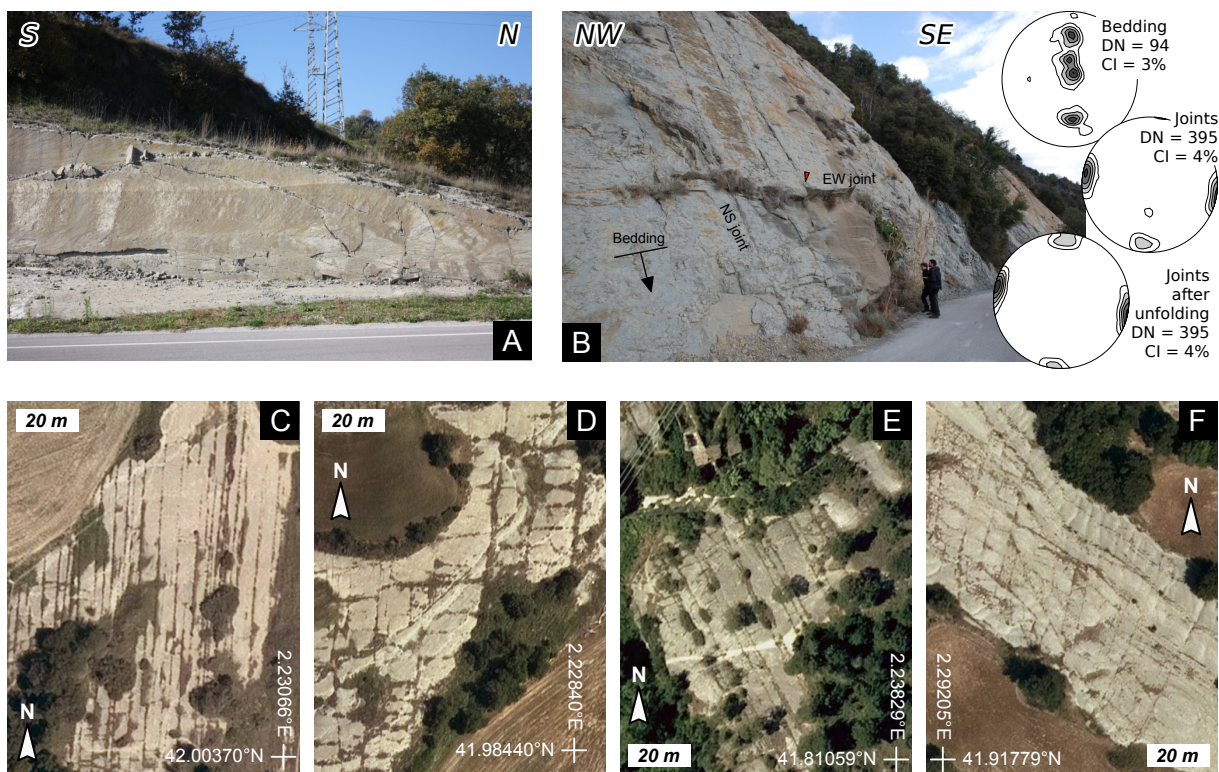 S
N
A
NW
SE
EW joint
NS joint
Bedding
B
Bedding
DN = 94
CI = 3%
Joints
DN = 395
CI = 4%
Joints
after
unfolding
DN = 395
CI = 4%
20 m
C
N
2.23066°E
42.00370°N
20 m
D
N
2.22840°E
41.98440°N
E
N
20 m
2.23829°E
41.81059°N
F
N
2.29205°E
41.91779°N
20 m